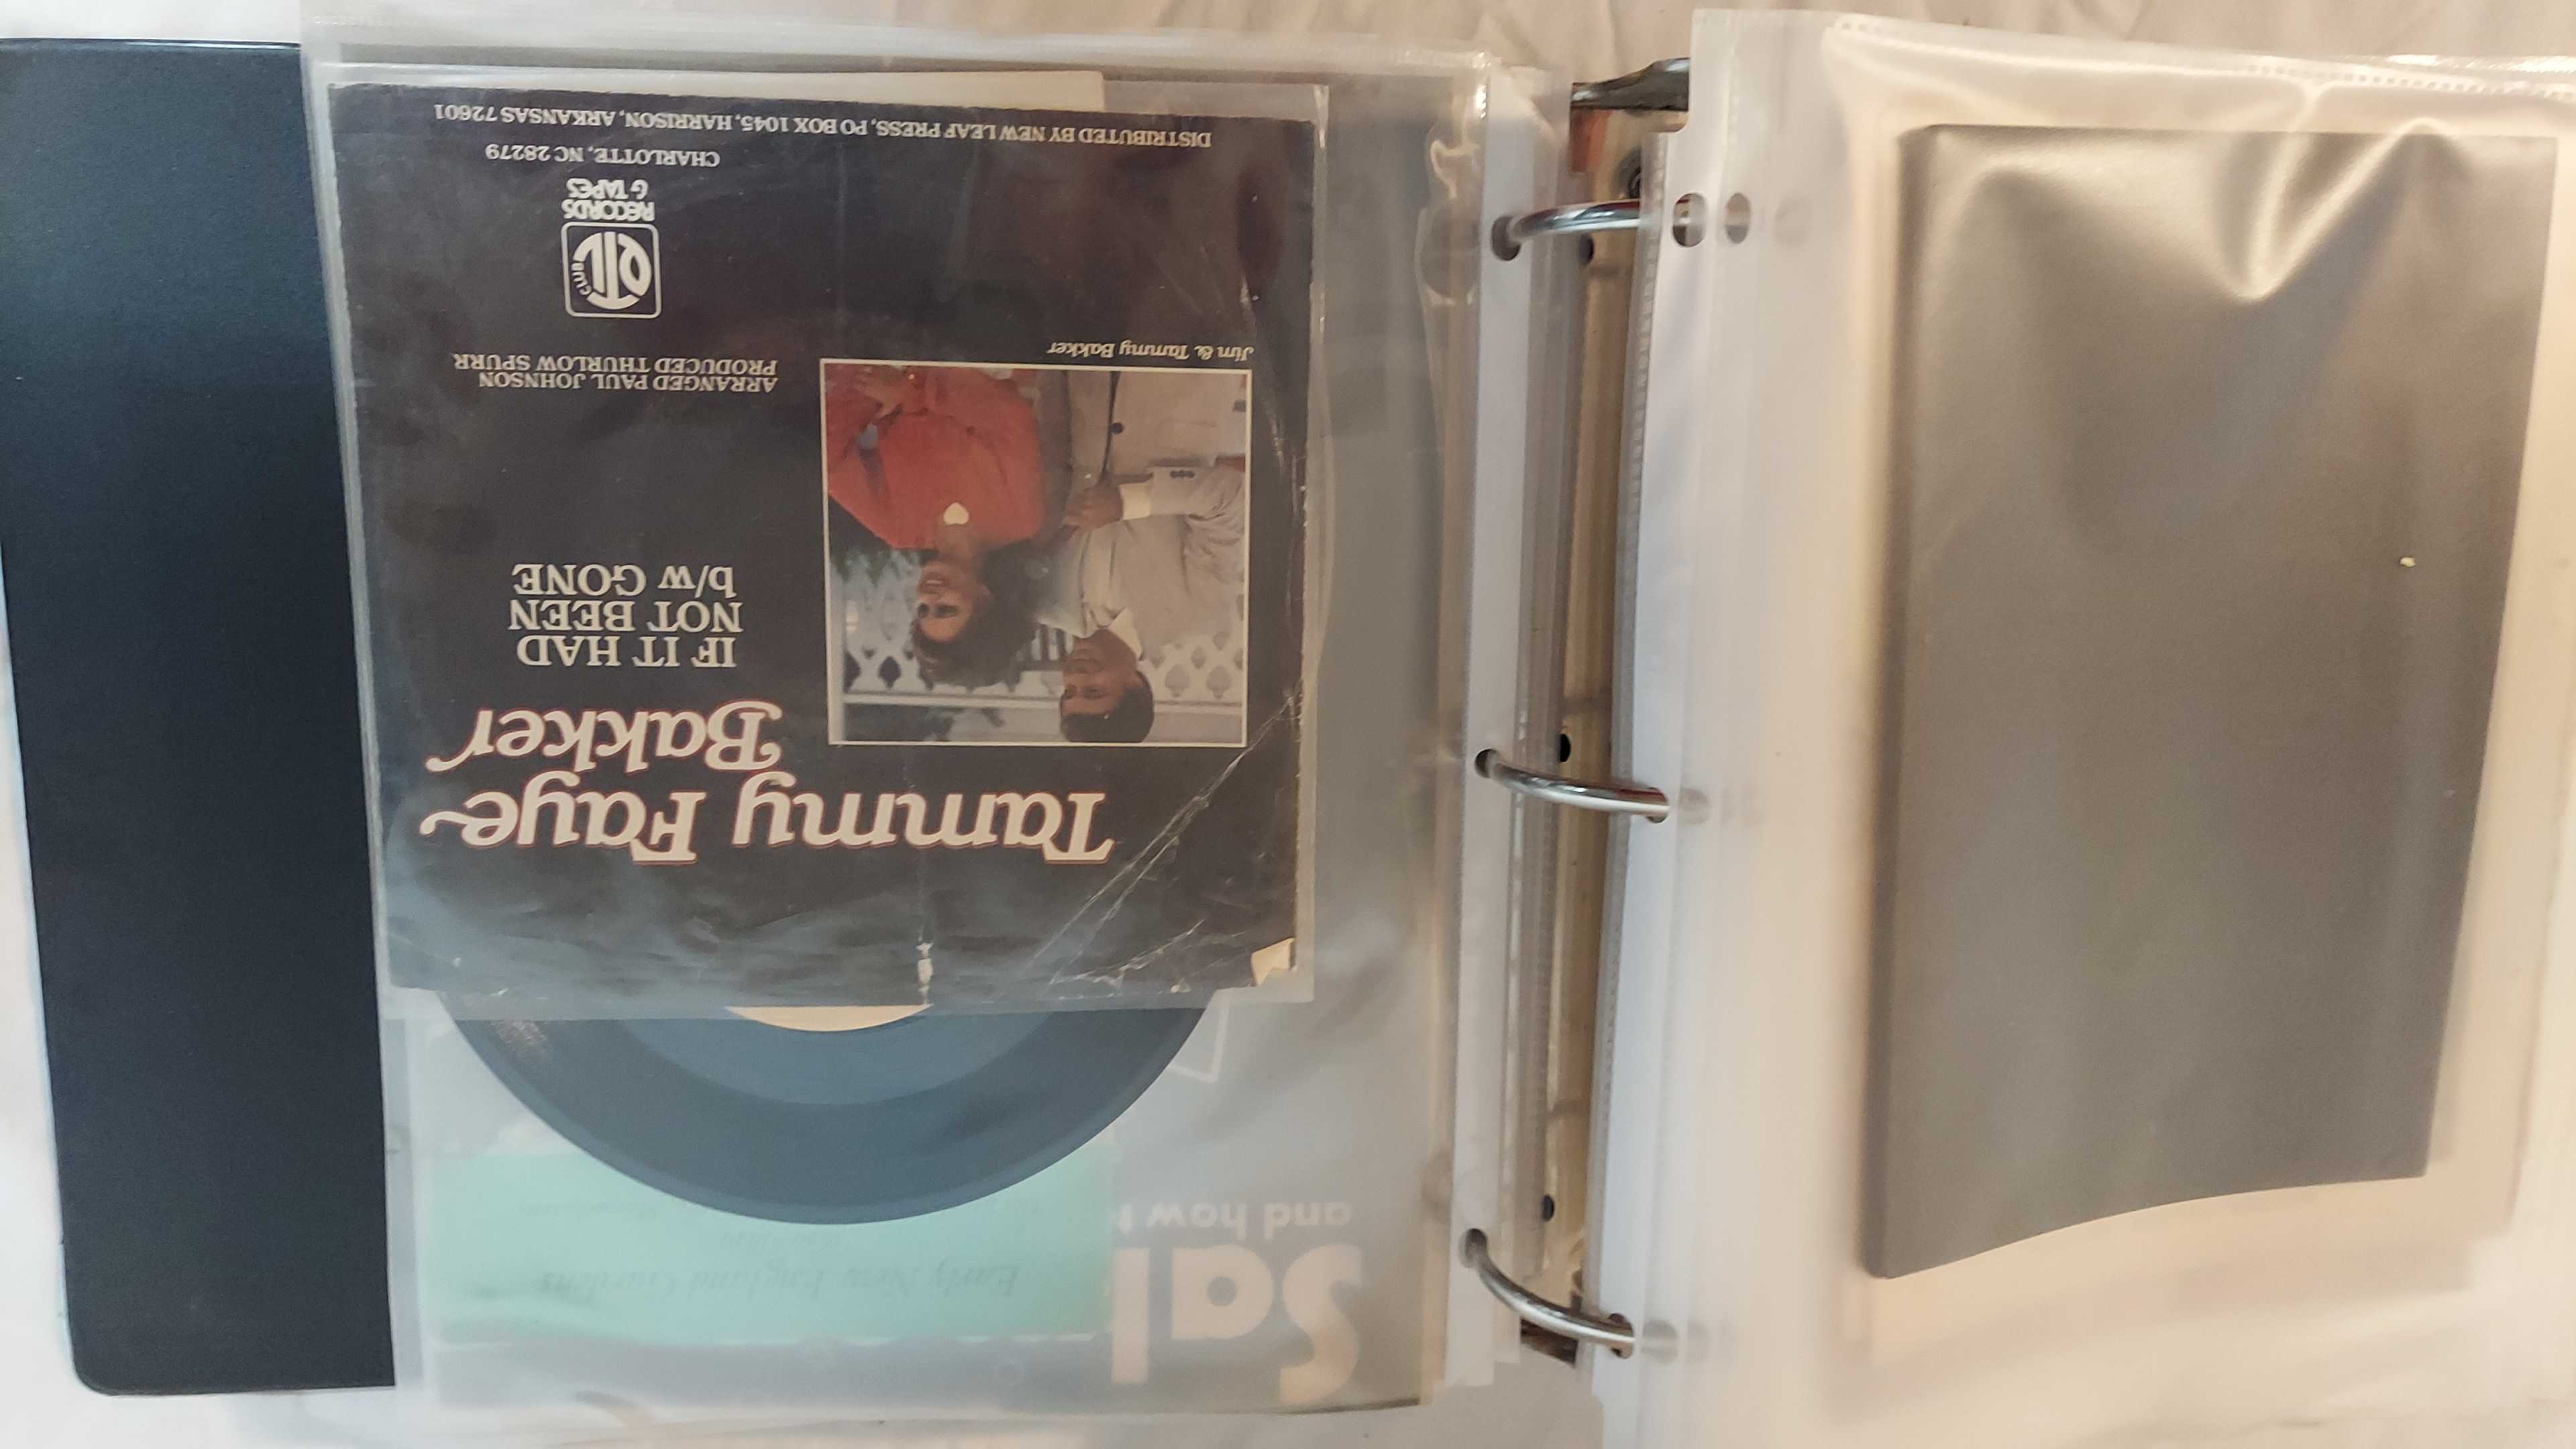 Tammy Faye
Bakker
IF IT HAD
NOT BEEN
b/w GONE
ARRANGED PAUL JOHNSON
PRODUCED THURLOW SPURR
Jim & Tammy Bakker
PTL
CLUB
RECORDS
& TAPES
CHARLOTTE, NC 28279
DISTRIBUTED BY NEW LEAF PRESS, PO BOX 1045, HARRISON, ARKANSAS 72601
Sal
and how
Early New England Gardens